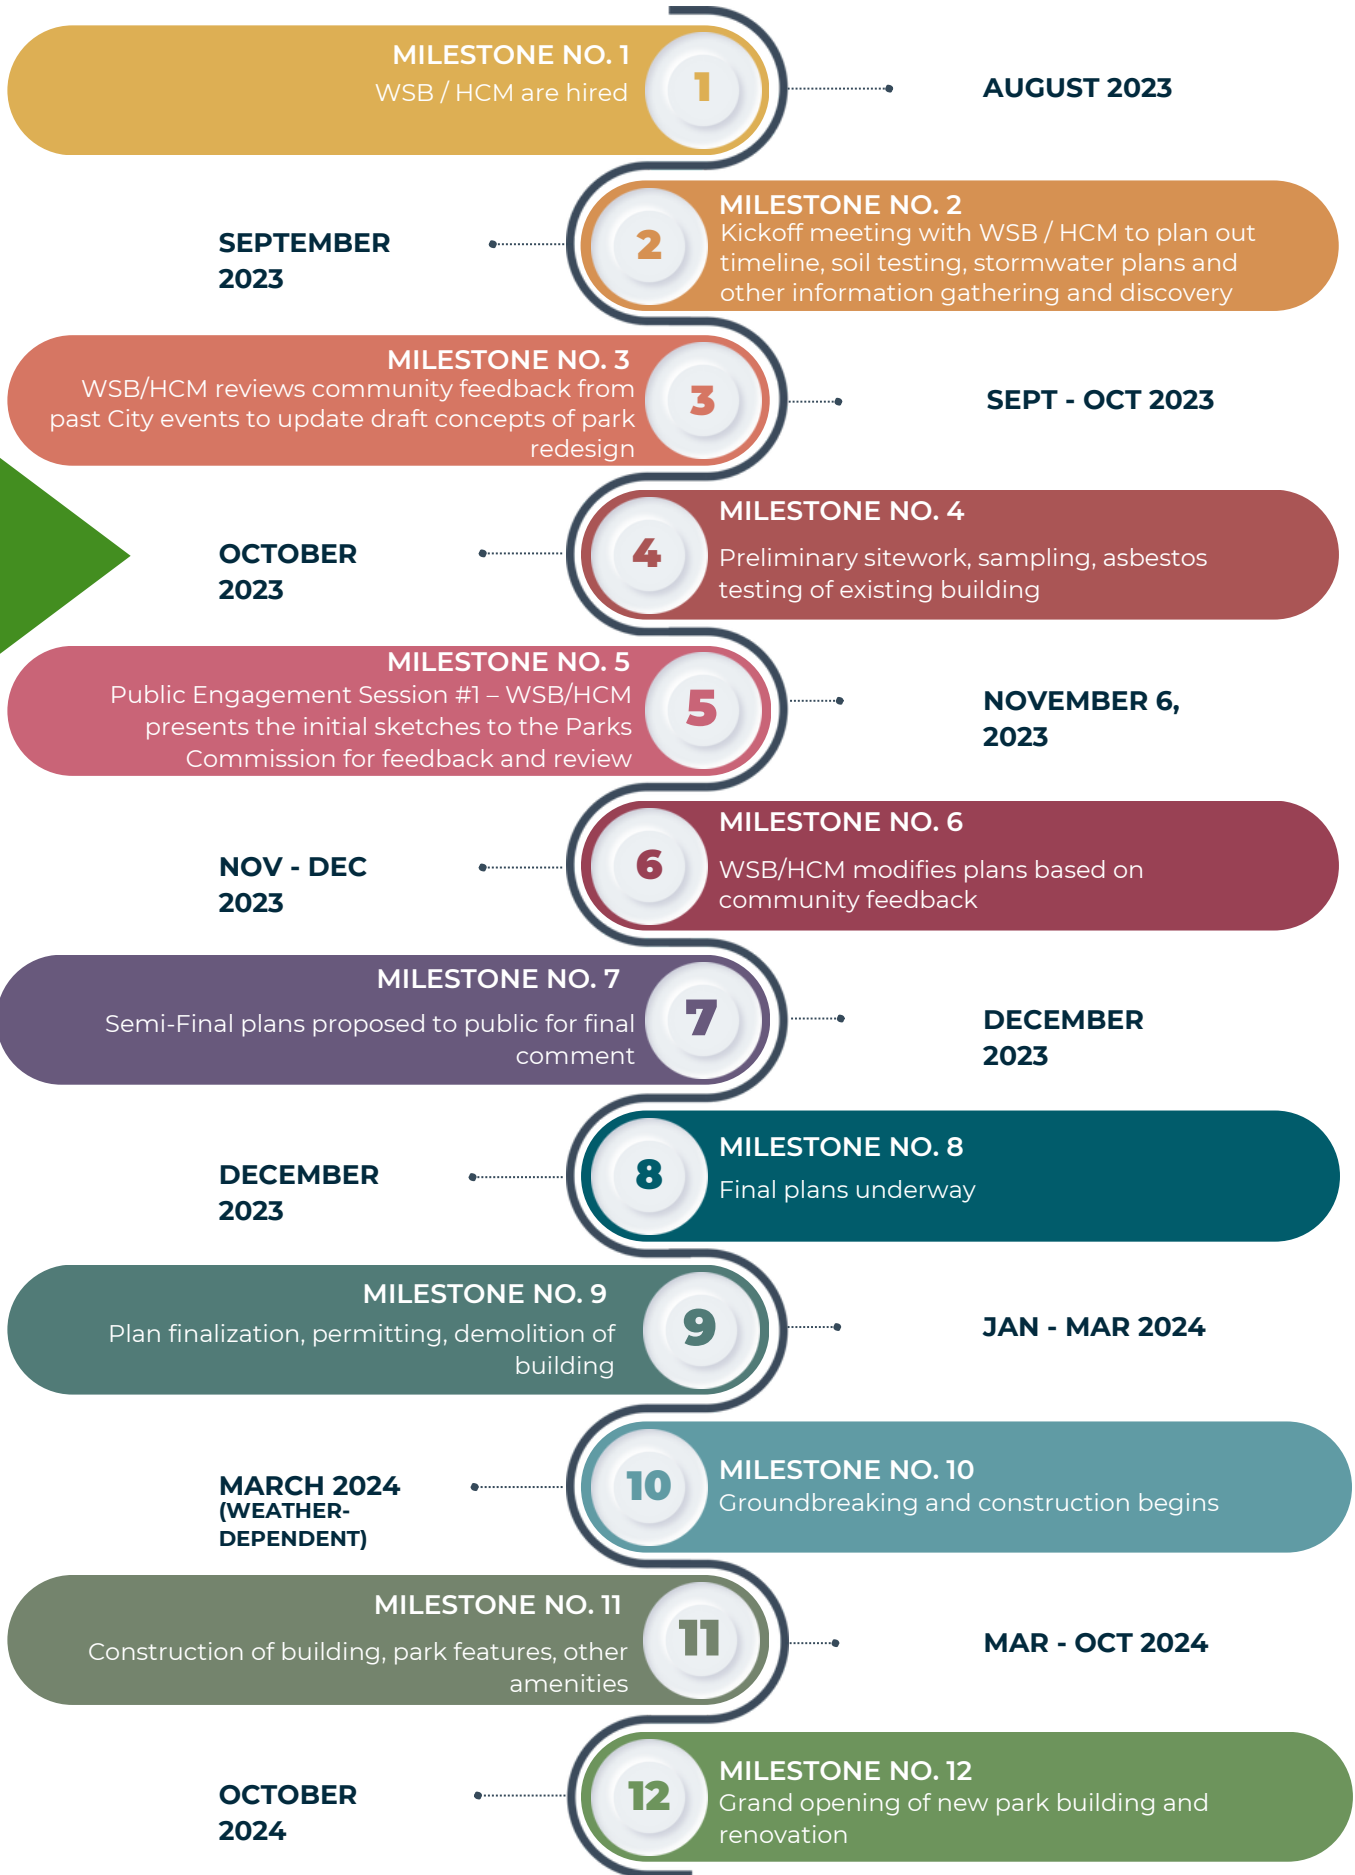 MILESTONE NO. 1
WSB / HCM are hired
1
AUGUST 2023
SEPTEMBER
2023
2
MILESTONE NO. 2
Kickoff meeting with WSB / HCM to plan out
timeline, soil testing, stormwater plans and
other information gathering and discovery
MILESTONE NO. 3
WSB/HCM reviews community feedback from
past City events to update draft concepts of park
redesign
3
SEPT - OCT 2023
OCTOBER
2023
4
MILESTONE NO. 4
Preliminary sitework, sampling, asbestos
testing of existing building
MILESTONE NO. 5
Public Engagement Session #1 – WSB/HCM
presents the initial sketches to the Parks
Commission for feedback and review
5
NOVEMBER 6,
2023
NOV - DEC
2023
6
MILESTONE NO. 6
WSB/HCM modifies plans based on
community feedback
MILESTONE NO. 7
Semi-Final plans proposed to public for final
comment
7
DECEMBER
2023
DECEMBER
2023
8
MILESTONE NO. 8
Final plans underway
MILESTONE NO. 9
Plan finalization, permitting, demolition of
building
9
JAN - MAR 2024
MARCH 2024
(WEATHER-
DEPENDENT)
10
MILESTONE NO. 10
Groundbreaking and construction begins
MILESTONE NO. 11
Construction of building, park features, other
amenities
11
MAR - OCT 2024
OCTOBER
2024
12
MILESTONE NO. 12
Grand opening of new park building and
renovation